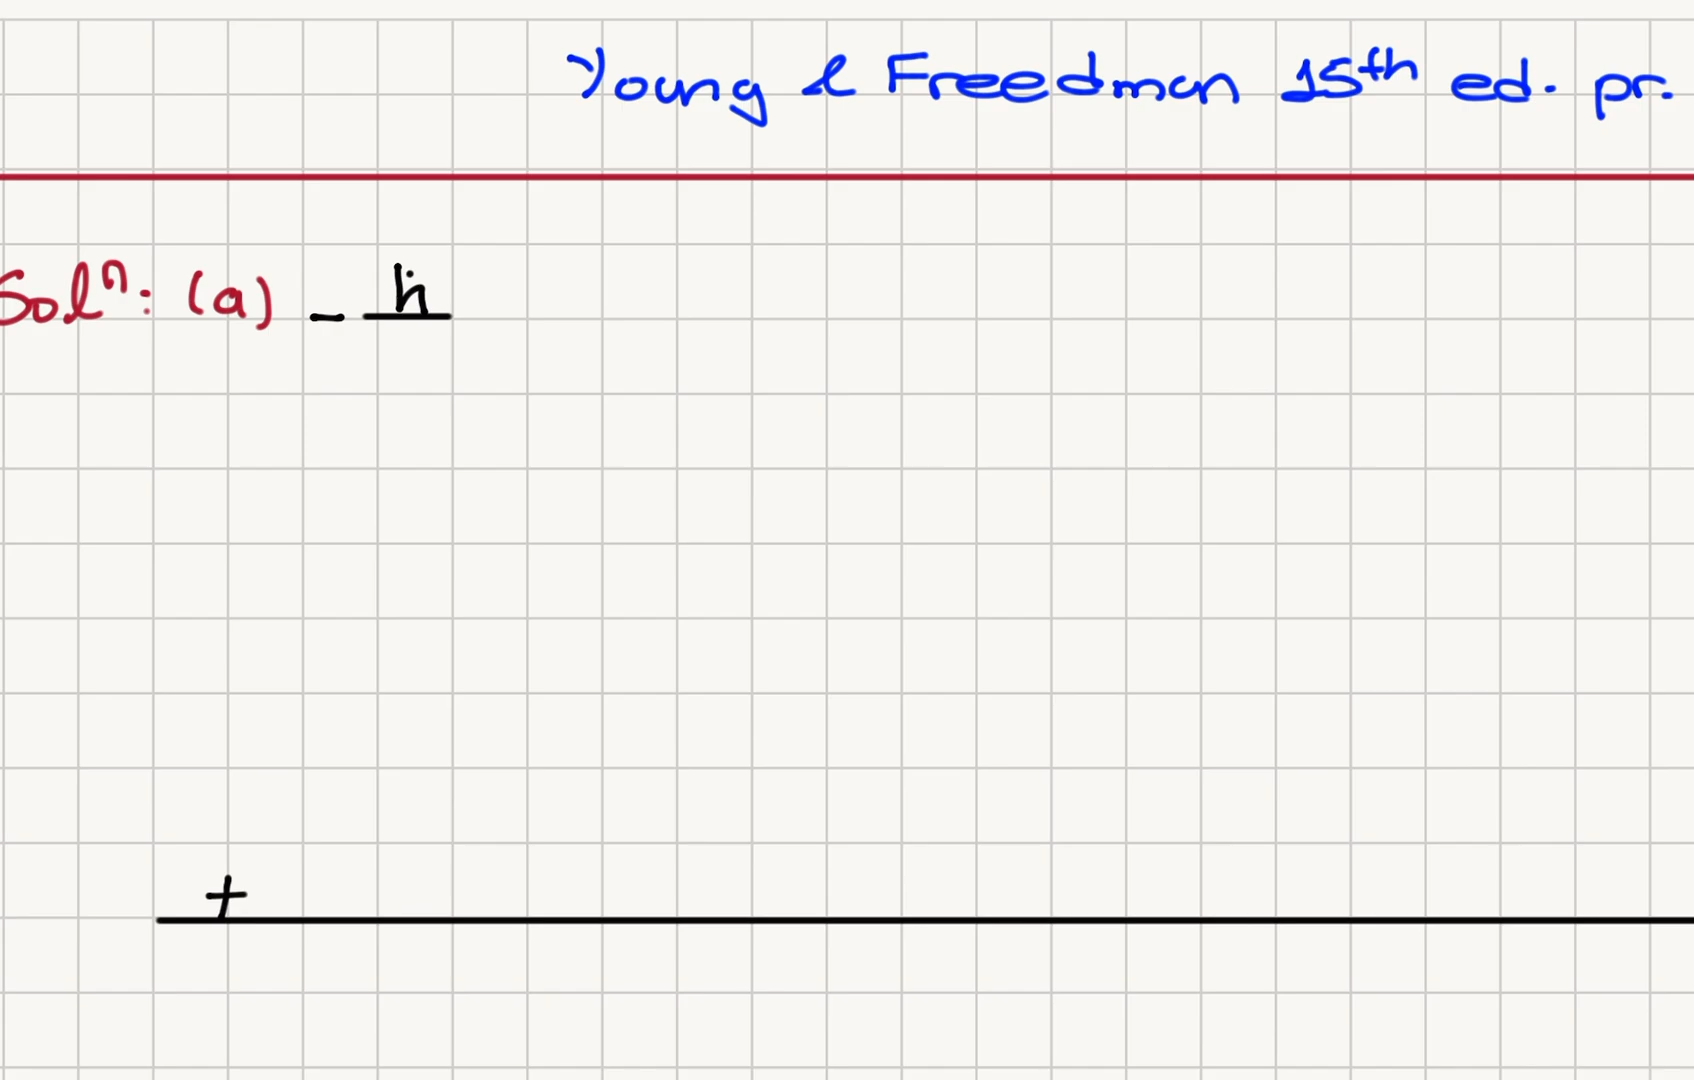 Young & Freedman 15th ed. pr.
Solⁿ: (a) - h
t